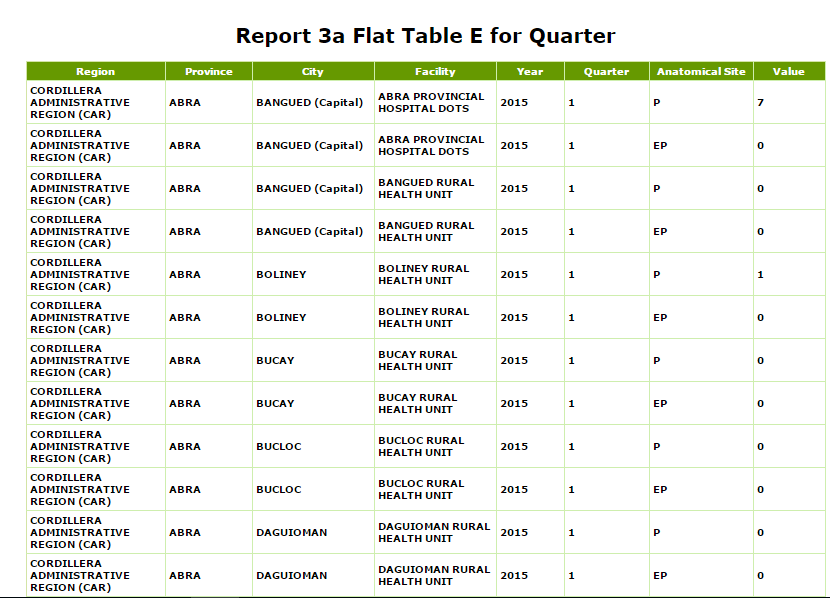 Report 3a Flat Table E for Quarter
Region Province City Facility Year Quarter Anatomical Site Value
CORDILLERA
ADMINISTRATIVE
REGION (CAR)
ABRA
BANGUED (Capital)
ABRA PROVINCIAL
HOSPITAL DOTS
2015
1
P
7
CORDILLERA
ADMINISTRATIVE
REGION (CAR)
ABRA
BANGUED (Capital)
ABRA PROVINCIAL
HOSPITAL DOTS
2015
1
EP
0
CORDILLERA
ADMINISTRATIVE
REGION (CAR)
ABRA
BANGUED (Capital)
BANGUED RURAL
HEALTH UNIT
2015
1
P
0
CORDILLERA
ADMINISTRATIVE
REGION (CAR)
ABRA
BANGUED (Capital)
BANGUED RURAL
HEALTH UNIT
2015
1
EP
0
CORDILLERA
ADMINISTRATIVE
REGION (CAR)
ABRA
BOLINEY
BOLINEY RURAL
HEALTH UNIT
2015
1
P
1
CORDILLERA
ADMINISTRATIVE
REGION (CAR)
ABRA
BOLINEY
BOLINEY RURAL
HEALTH UNIT
2015
1
EP
0
CORDILLERA
ADMINISTRATIVE
REGION (CAR)
ABRA
BUCAY
BUCAY RURAL
HEALTH UNIT
2015
1
P
0
CORDILLERA
ADMINISTRATIVE
REGION (CAR)
ABRA
BUCAY
BUCAY RURAL
HEALTH UNIT
2015
1
EP
0
CORDILLERA
ADMINISTRATIVE
REGION (CAR)
ABRA
BUCLOC
BUCLOC RURAL
HEALTH UNIT
2015
1
P
0
CORDILLERA
ADMINISTRATIVE
REGION (CAR)
ABRA
BUCLOC
BUCLOC RURAL
HEALTH UNIT
2015
1
EP
0
CORDILLERA
ADMINISTRATIVE
REGION (CAR)
ABRA
DAGUIOMAN
DAGUIOMAN RURAL
HEALTH UNIT
2015
1
P
0
CORDILLERA
ADMINISTRATIVE
REGION (CAR)
ABRA
DAGUIOMAN
DAGUIOMAN RURAL
HEALTH UNIT
2015
1
EP
0